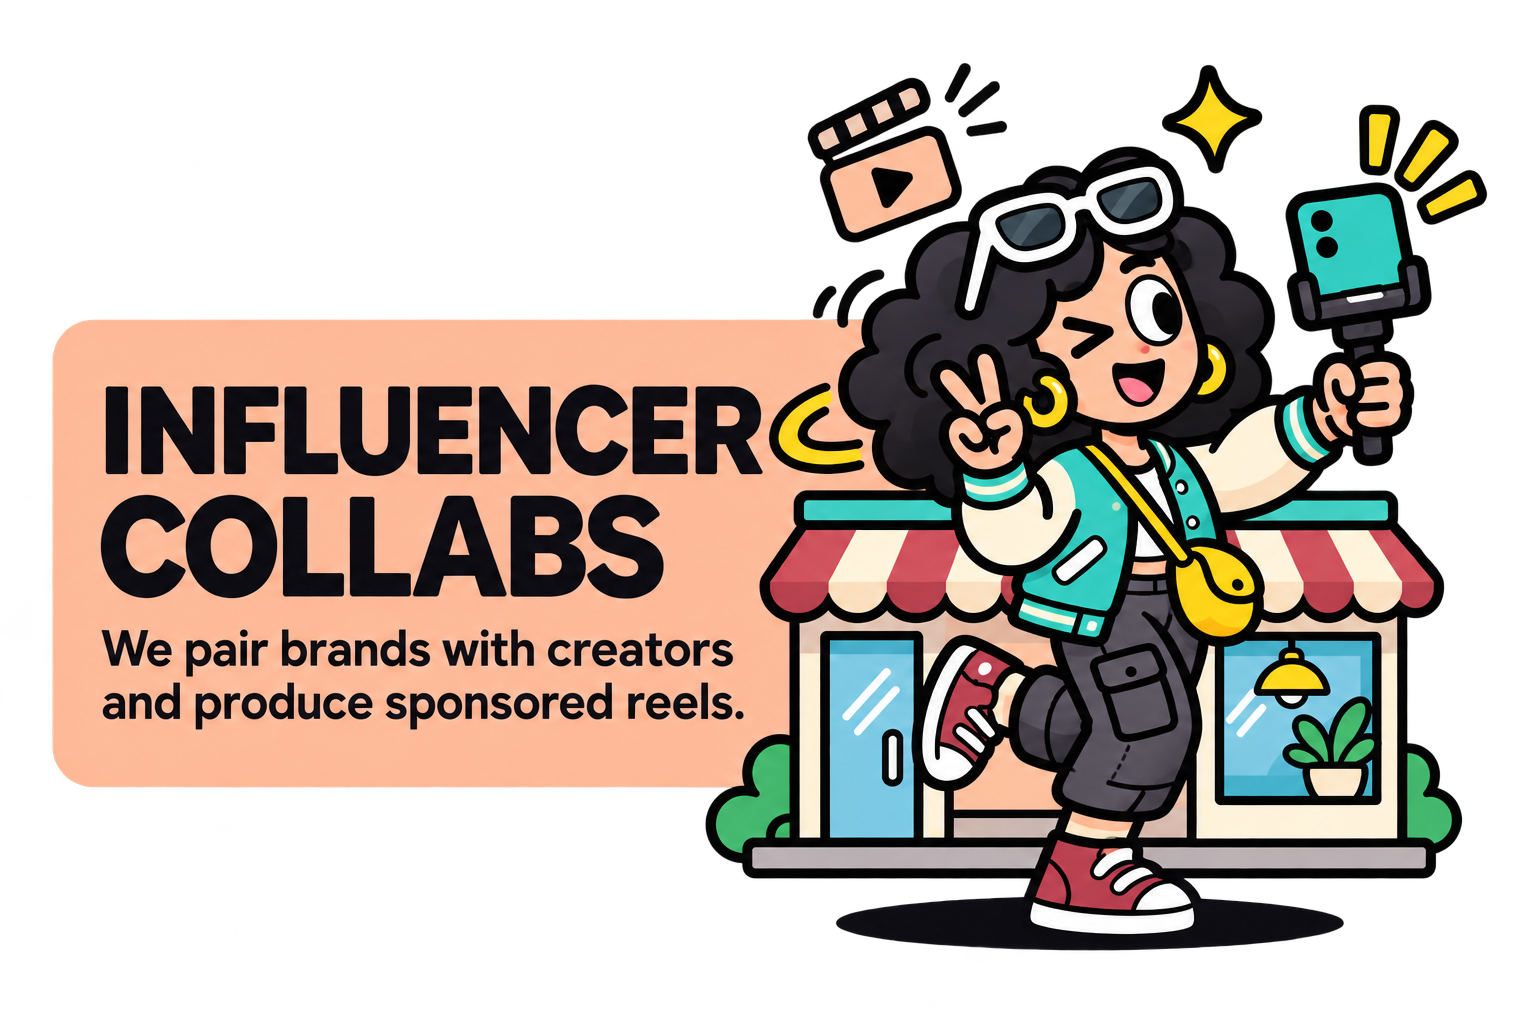 INFLUENCER
COLLABS
We pair brands with creators
and produce sponsored reels.